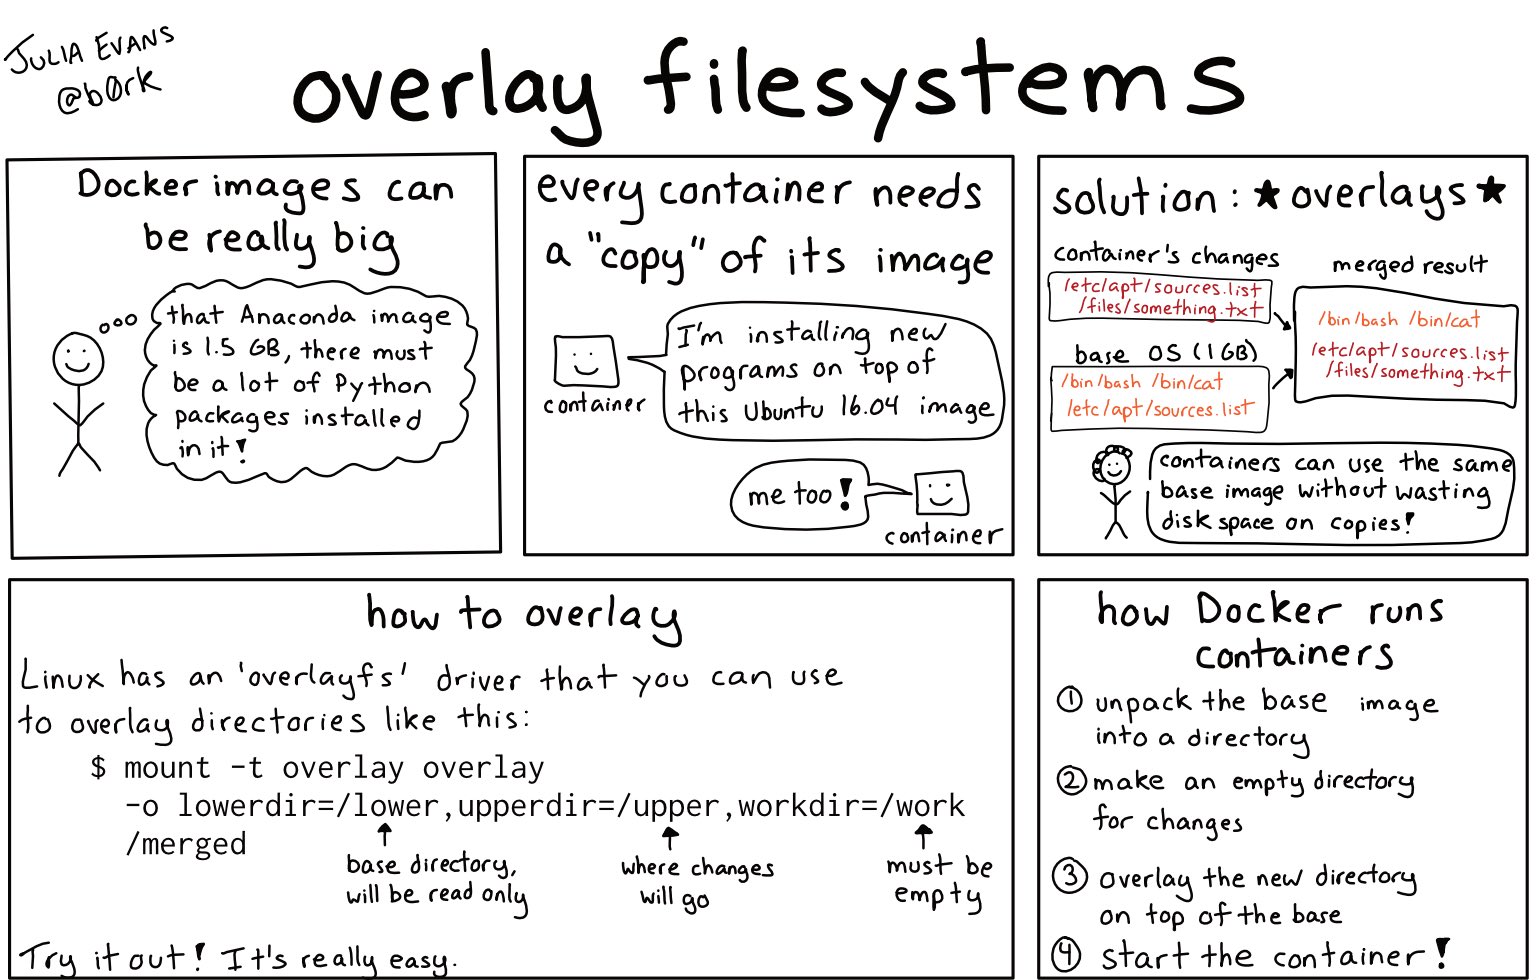 JULIA EVANS
@b0rk
overlay filesystems
Docker images can
be really big
that Anaconda image
is 1.5 GB, there must
be a lot of Python
packages installed
in it!
every container needs
a "copy" of its image
I'm installing new
programs on top of
this Ubuntu 16.04 image
container
me too!
container
solution: ★overlays★
container's changes
/etc/apt/sources.list
/files/something.txt
base OS (1 GB)
/bin/bash /bin/cat
/etc/apt/sources.list
merged result
/bin/bash /bin/cat
/etc/apt/sources.list
/files/something.txt
containers can use the same
base image without wasting
disk space on copies!
how to overlay
Linux has an 'overlayfs' driver that you can use
to overlay directories like this:
$ mount -t overlay overlay
-o lowerdir=/lower,upperdir=/upper,workdir=/work
/merged
base directory,
will be read only
where changes
will go
must be
empty
Try it out! It's really easy.
how Docker runs
containers
① unpack the base image
into a directory
② make an empty directory
for changes
③ overlay the new directory
on top of the base
④ start the container!